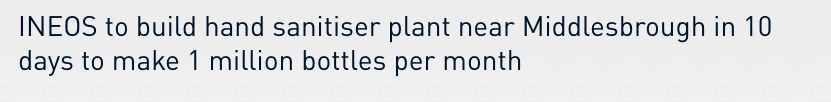 INEOS to build hand sanitiser plant near Middlesbrough in 10
days to make 1 million bottles per month